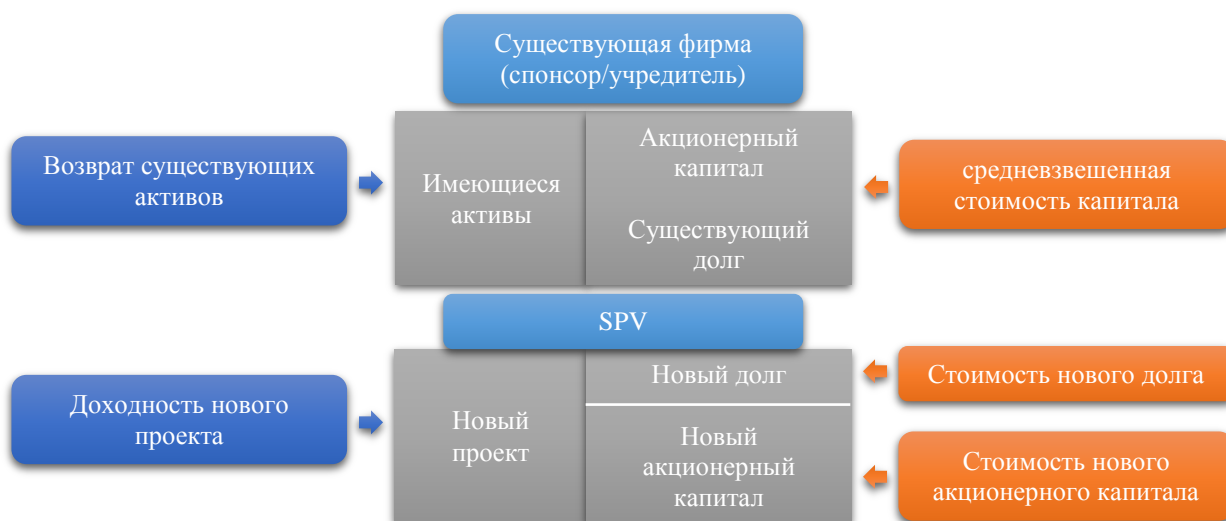 Существующая фирма
(спонсор/учредитель)
Возврат существующих
активов
Имеющиеся
активы
Акционерный
капитал
Существующий
долг
средневзвешенная
стоимость капитала
SPV
Доходность нового
проекта
Новый
проект
Новый долг
Новый
акционерный
капитал
Стоимость нового долга
Стоимость нового
акционерного капитала